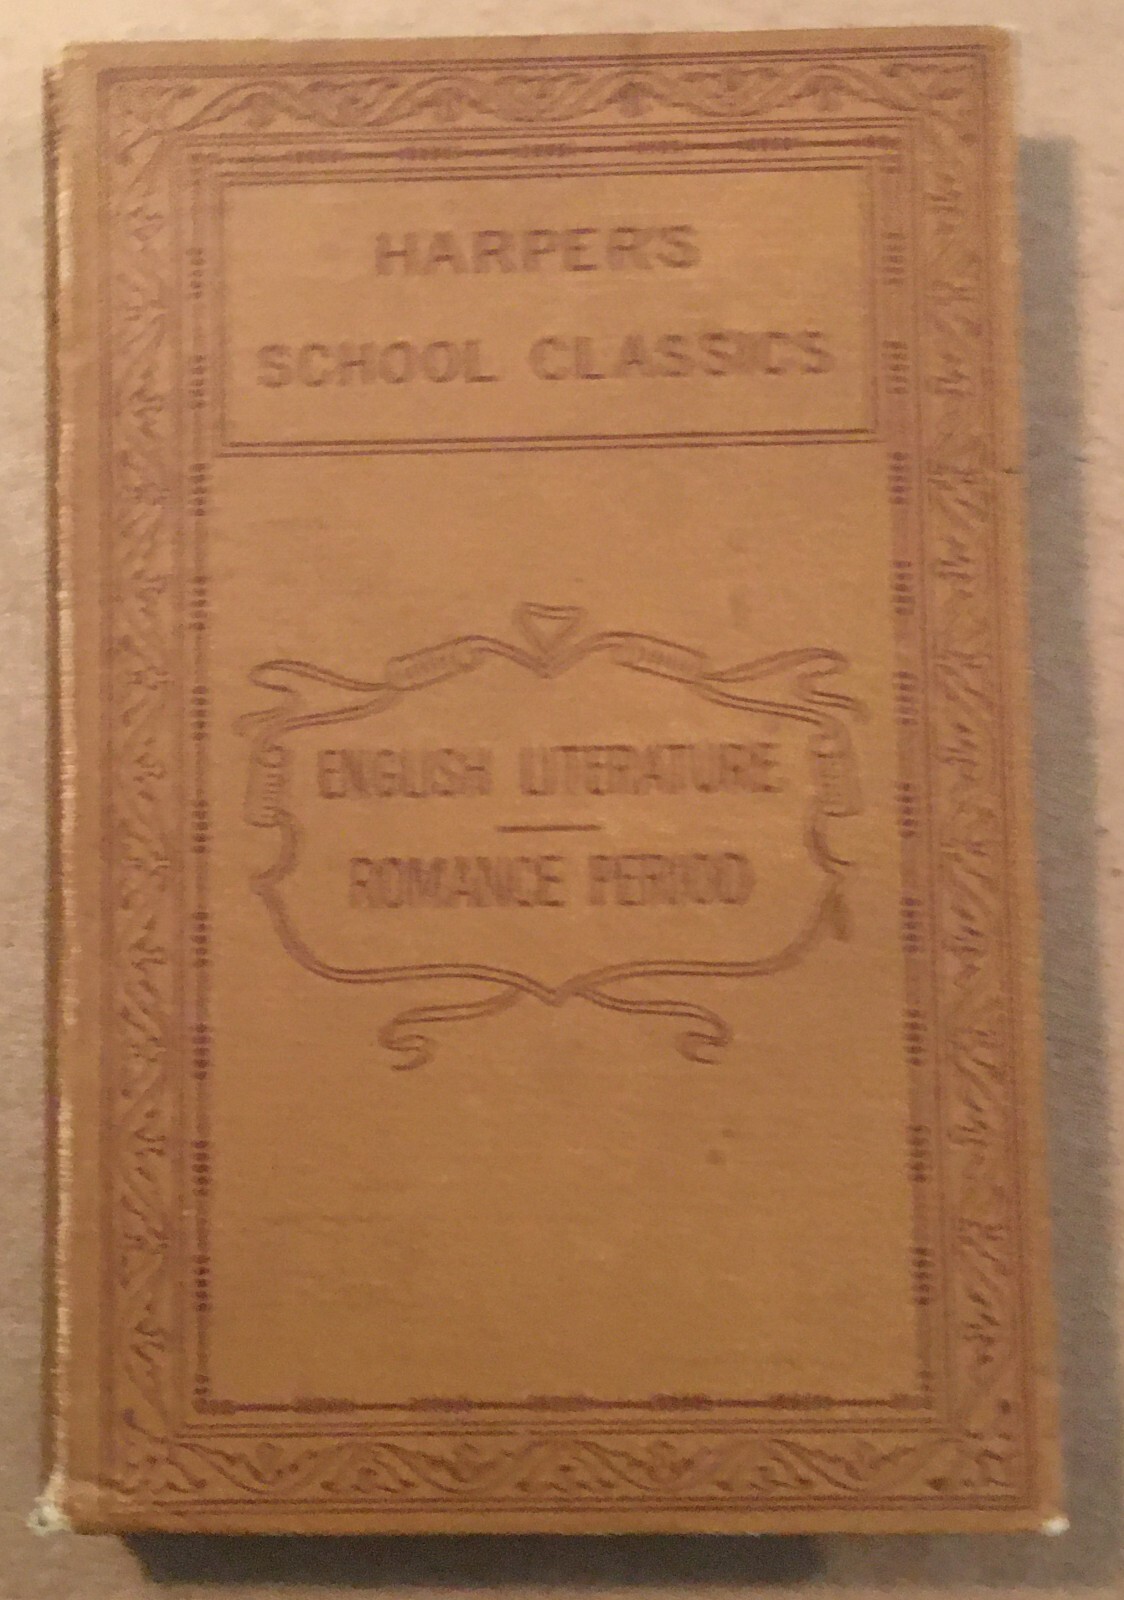 HARPER'S
SCHOOL CLASSICS
ENGLISH LITERATURE
ROMANCE PERIOD